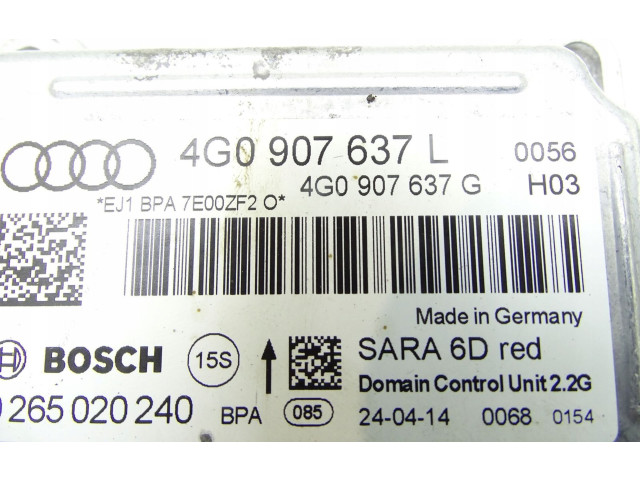 4G0 907 637 L 0056
4G0 907 637 G H03
*EJ1 BPA 7E00ZF2 O*
Made in Germany
BOSCH 15S SARA 6D red
Domain Control Unit 2.2G
265 020 240 BPA 085 24-04-14 0068 0154